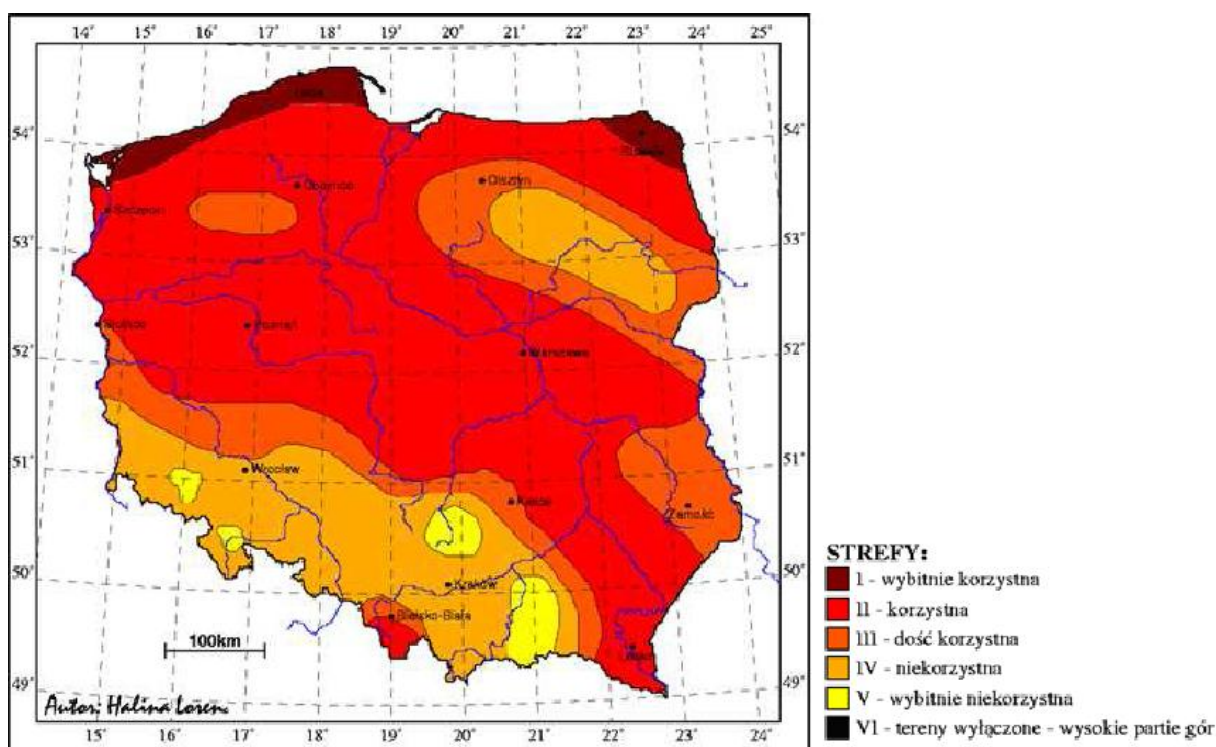 14° 15° 16° 17° 18° 19° 20° 21° 22° 23° 24° 25°
54° 54°
Olsztyn
53° 53°
Poznań
Warszawa
52° 52°
51° 51°
Wrocław
Zamość
50° 50°
Kraków
Bielsko-Biała
100km
49° 49°
Autor: Halina Lorenc
15° 16° 17° 18° 19° 20° 21° 22° 23° 24°
STREFY:
I - wybitnie korzystna
II - korzystna
III - dość korzystna
IV - niekorzystna
V - wybitnie niekorzystna
VI - tereny wyłączone - wysokie partie gór